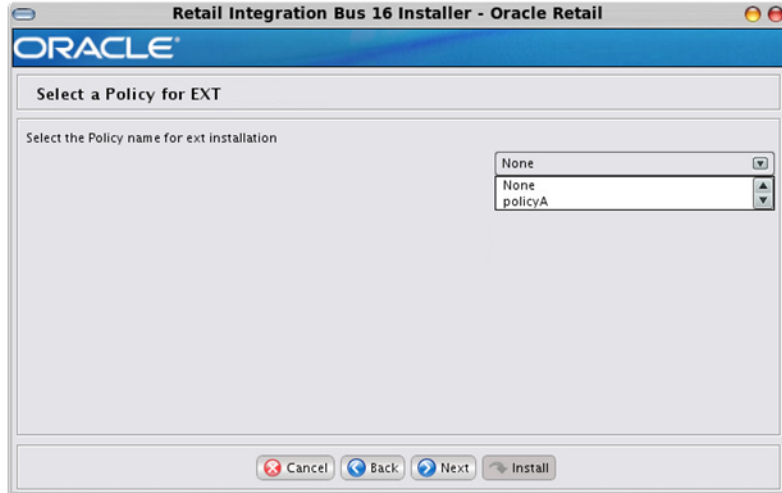 Retail Integration Bus 16 Installer - Oracle Retail
ORACLE®
Select a Policy for EXT
Select the Policy name for ext installation
None
None
policyA
Cancel Back Next Install